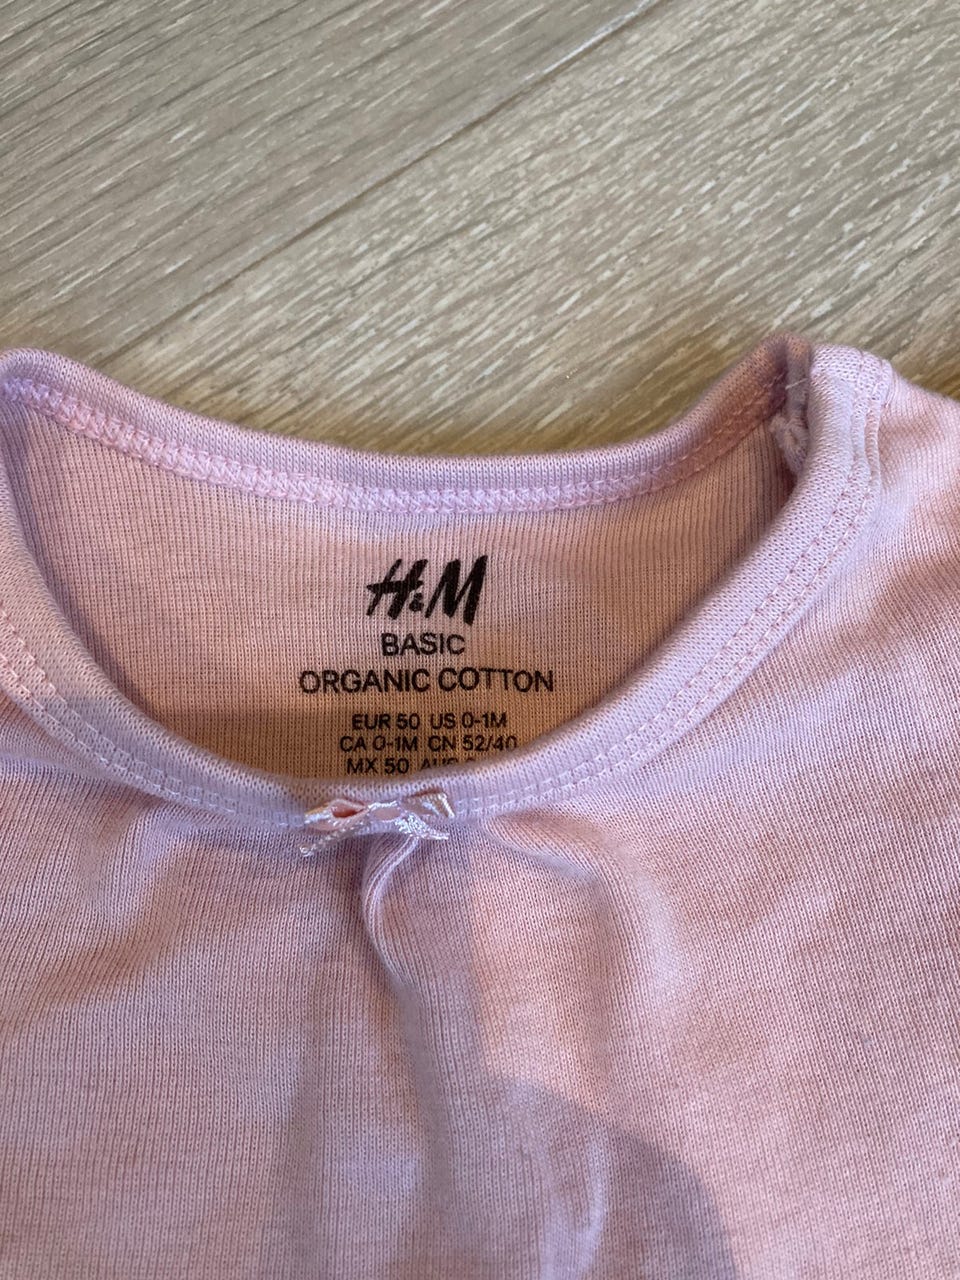 H&M
BASIC
ORGANIC COTTON
EUR 50 US 0-1M
CA 0-1M CN 52/40
MX 50